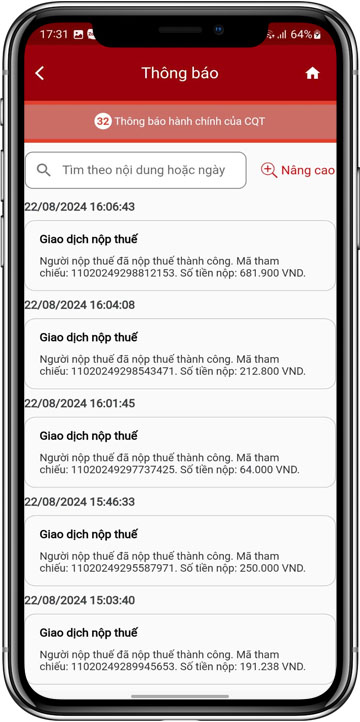 17:31
64%
Thông báo
32 Thông báo hành chính của CQT
Tìm theo nội dung hoặc ngày
Nâng cao
22/08/2024 16:06:43
Giao dịch nộp thuế
Người nộp thuế đã nộp thuế thành công. Mã tham
chiếu: 11020249298812153. Số tiền nộp: 681.900 VND.
22/08/2024 16:04:08
Giao dịch nộp thuế
Người nộp thuế đã nộp thuế thành công. Mã tham
chiếu: 11020249298543471. Số tiền nộp: 212.800 VND.
22/08/2024 16:01:45
Giao dịch nộp thuế
Người nộp thuế đã nộp thuế thành công. Mã tham
chiếu: 11020249297737425. Số tiền nộp: 64.000 VND.
22/08/2024 15:46:33
Giao dịch nộp thuế
Người nộp thuế đã nộp thuế thành công. Mã tham
chiếu: 11020249295587971. Số tiền nộp: 250.000 VND.
22/08/2024 15:03:40
Giao dịch nộp thuế
Người nộp thuế đã nộp thuế thành công. Mã tham
chiếu: 11020249289945653. Số tiền nộp: 191.238 VND.